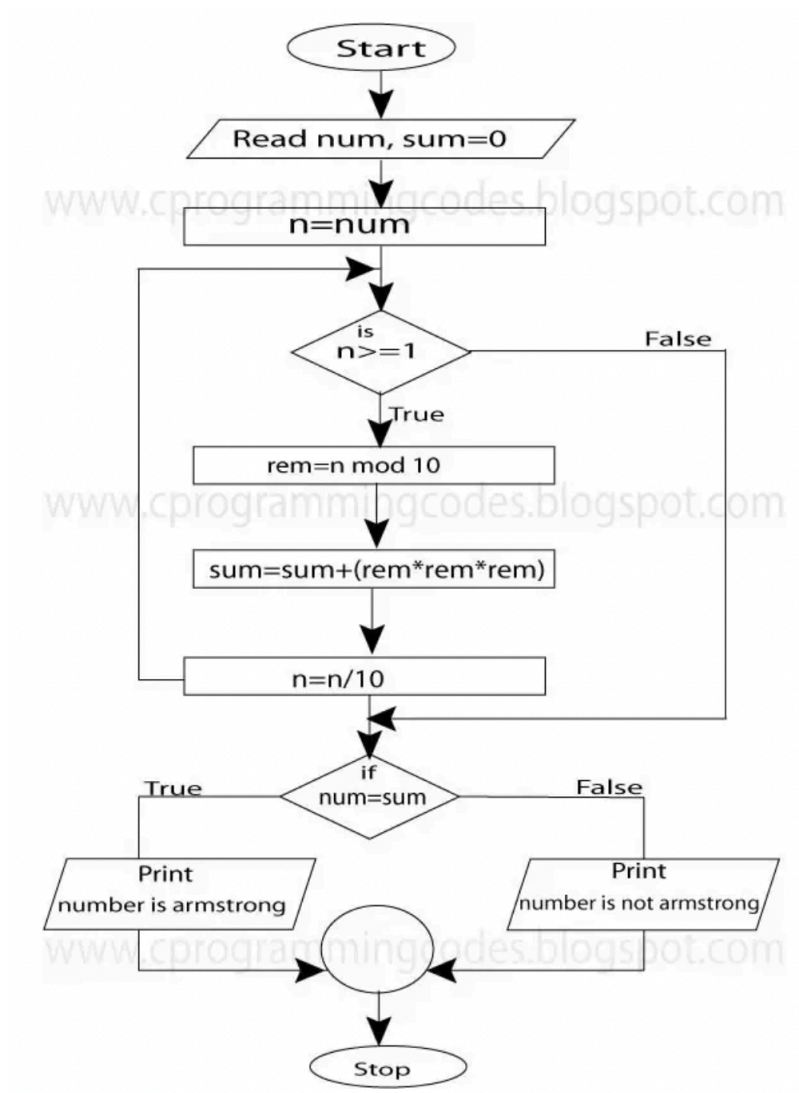 Start
Read num, sum=0
www.cprogrammingcodes.blogspot.com
n=num
is
n>=1
False
True
rem=n mod 10
www.cprogrammingcodes.blogspot.com
sum=sum+(rem*rem*rem)
n=n/10
if
num=sum
True
False
Print
number is armstrong
Print
number is not armstrong
www.cprogrammingcodes.blogspot.com
Stop